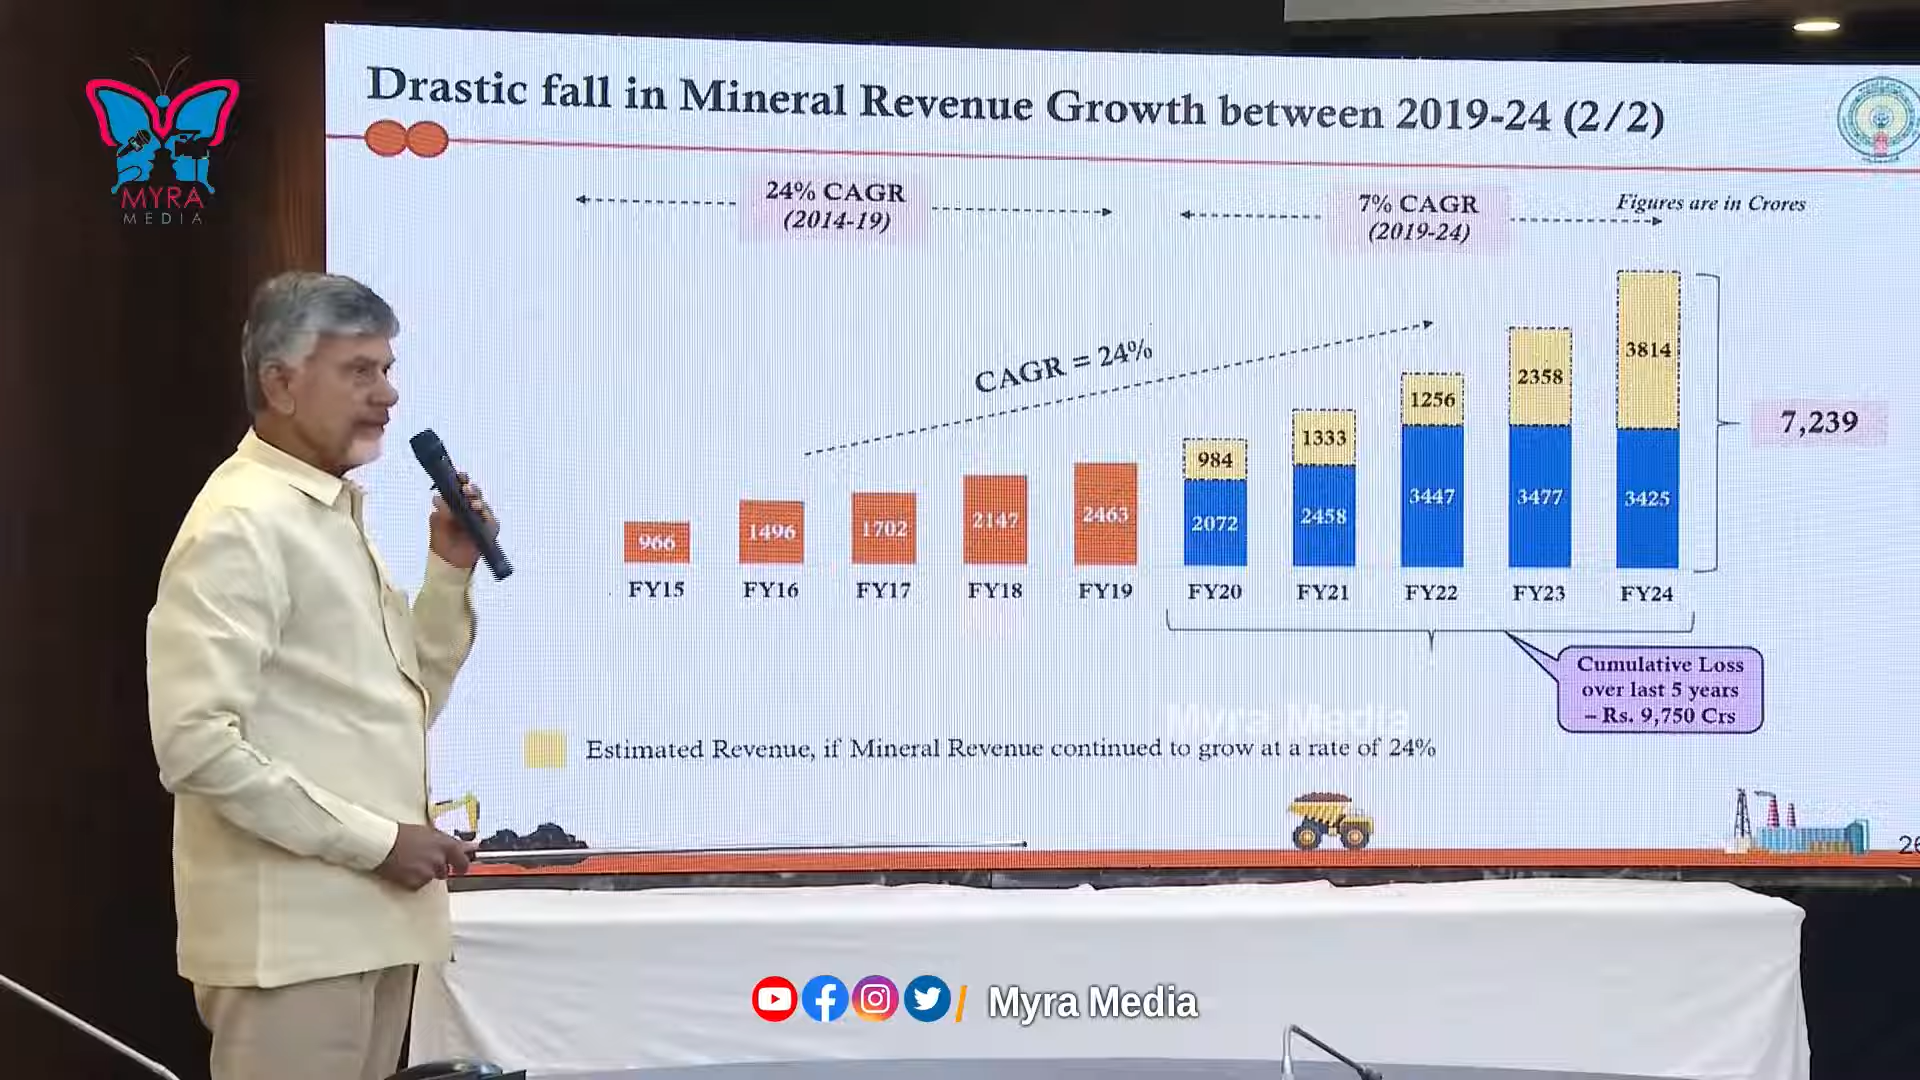 MYRA
MEDIA
Drastic fall in Mineral Revenue Growth between 2019-24 (2/2)
24% CAGR
(2014-19)
7% CAGR
(2019-24)
Figures are in Crores
CAGR = 24%
3814
2358
1256
1333
984
7,239
966
1496
1702
2147
2463
2072
2458
3447
3477
3425
FY15
FY16
FY17
FY18
FY19
FY20
FY21
FY22
FY23
FY24
Cumulative Loss
over last 5 years
– Rs. 9,750 Crs
Myra Media
Estimated Revenue, if Mineral Revenue continued to grow at a rate of 24%
/ Myra Media